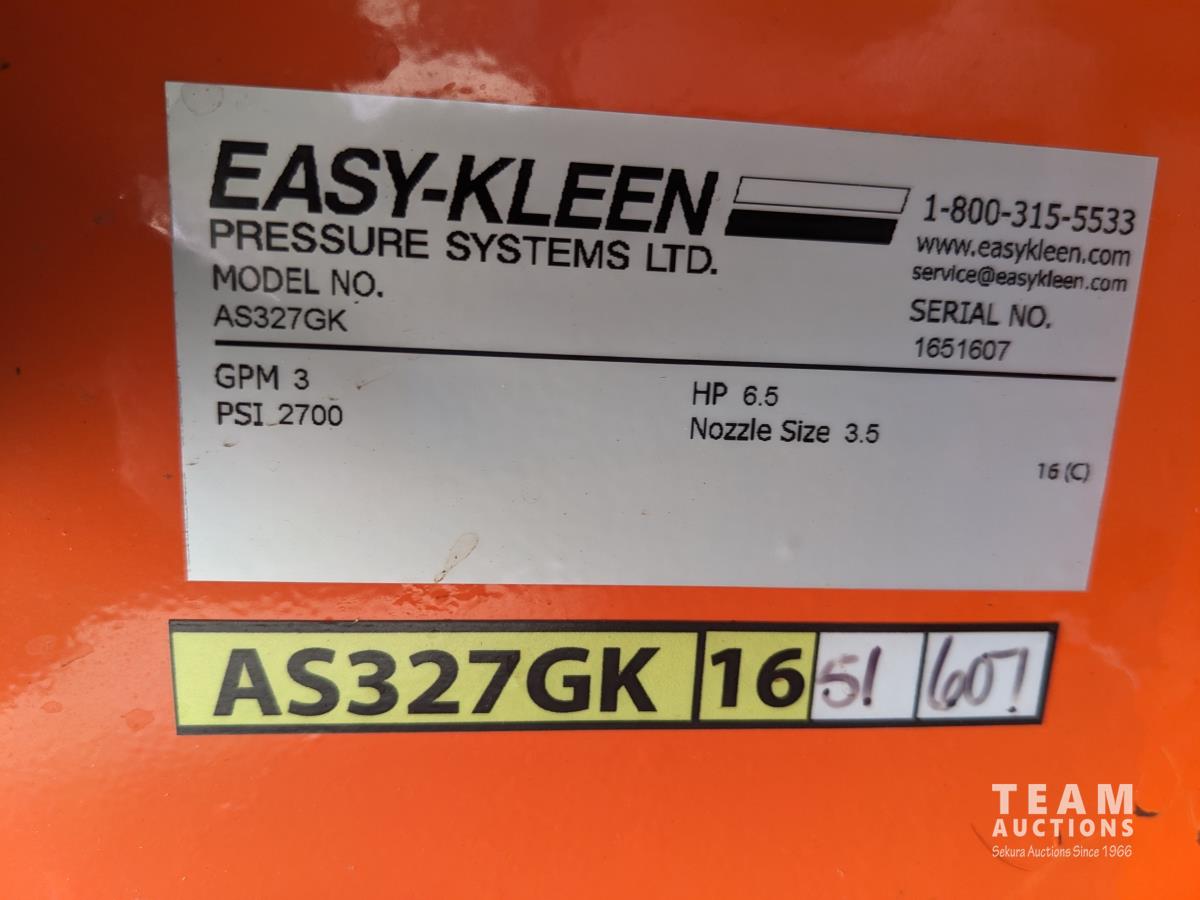 EASY-KLEEN
PRESSURE SYSTEMS LTD.
1-800-315-5533
www.easykleen.com
service@easykleen.com
MODEL NO.
AS327GK
SERIAL NO.
1651607
GPM 3
PSI 2700
HP 6.5
Nozzle Size 3.5
16 (C)
AS327GK 16 51 607
TEAM
AUCTIONS
Sekura Auctions Since 1966